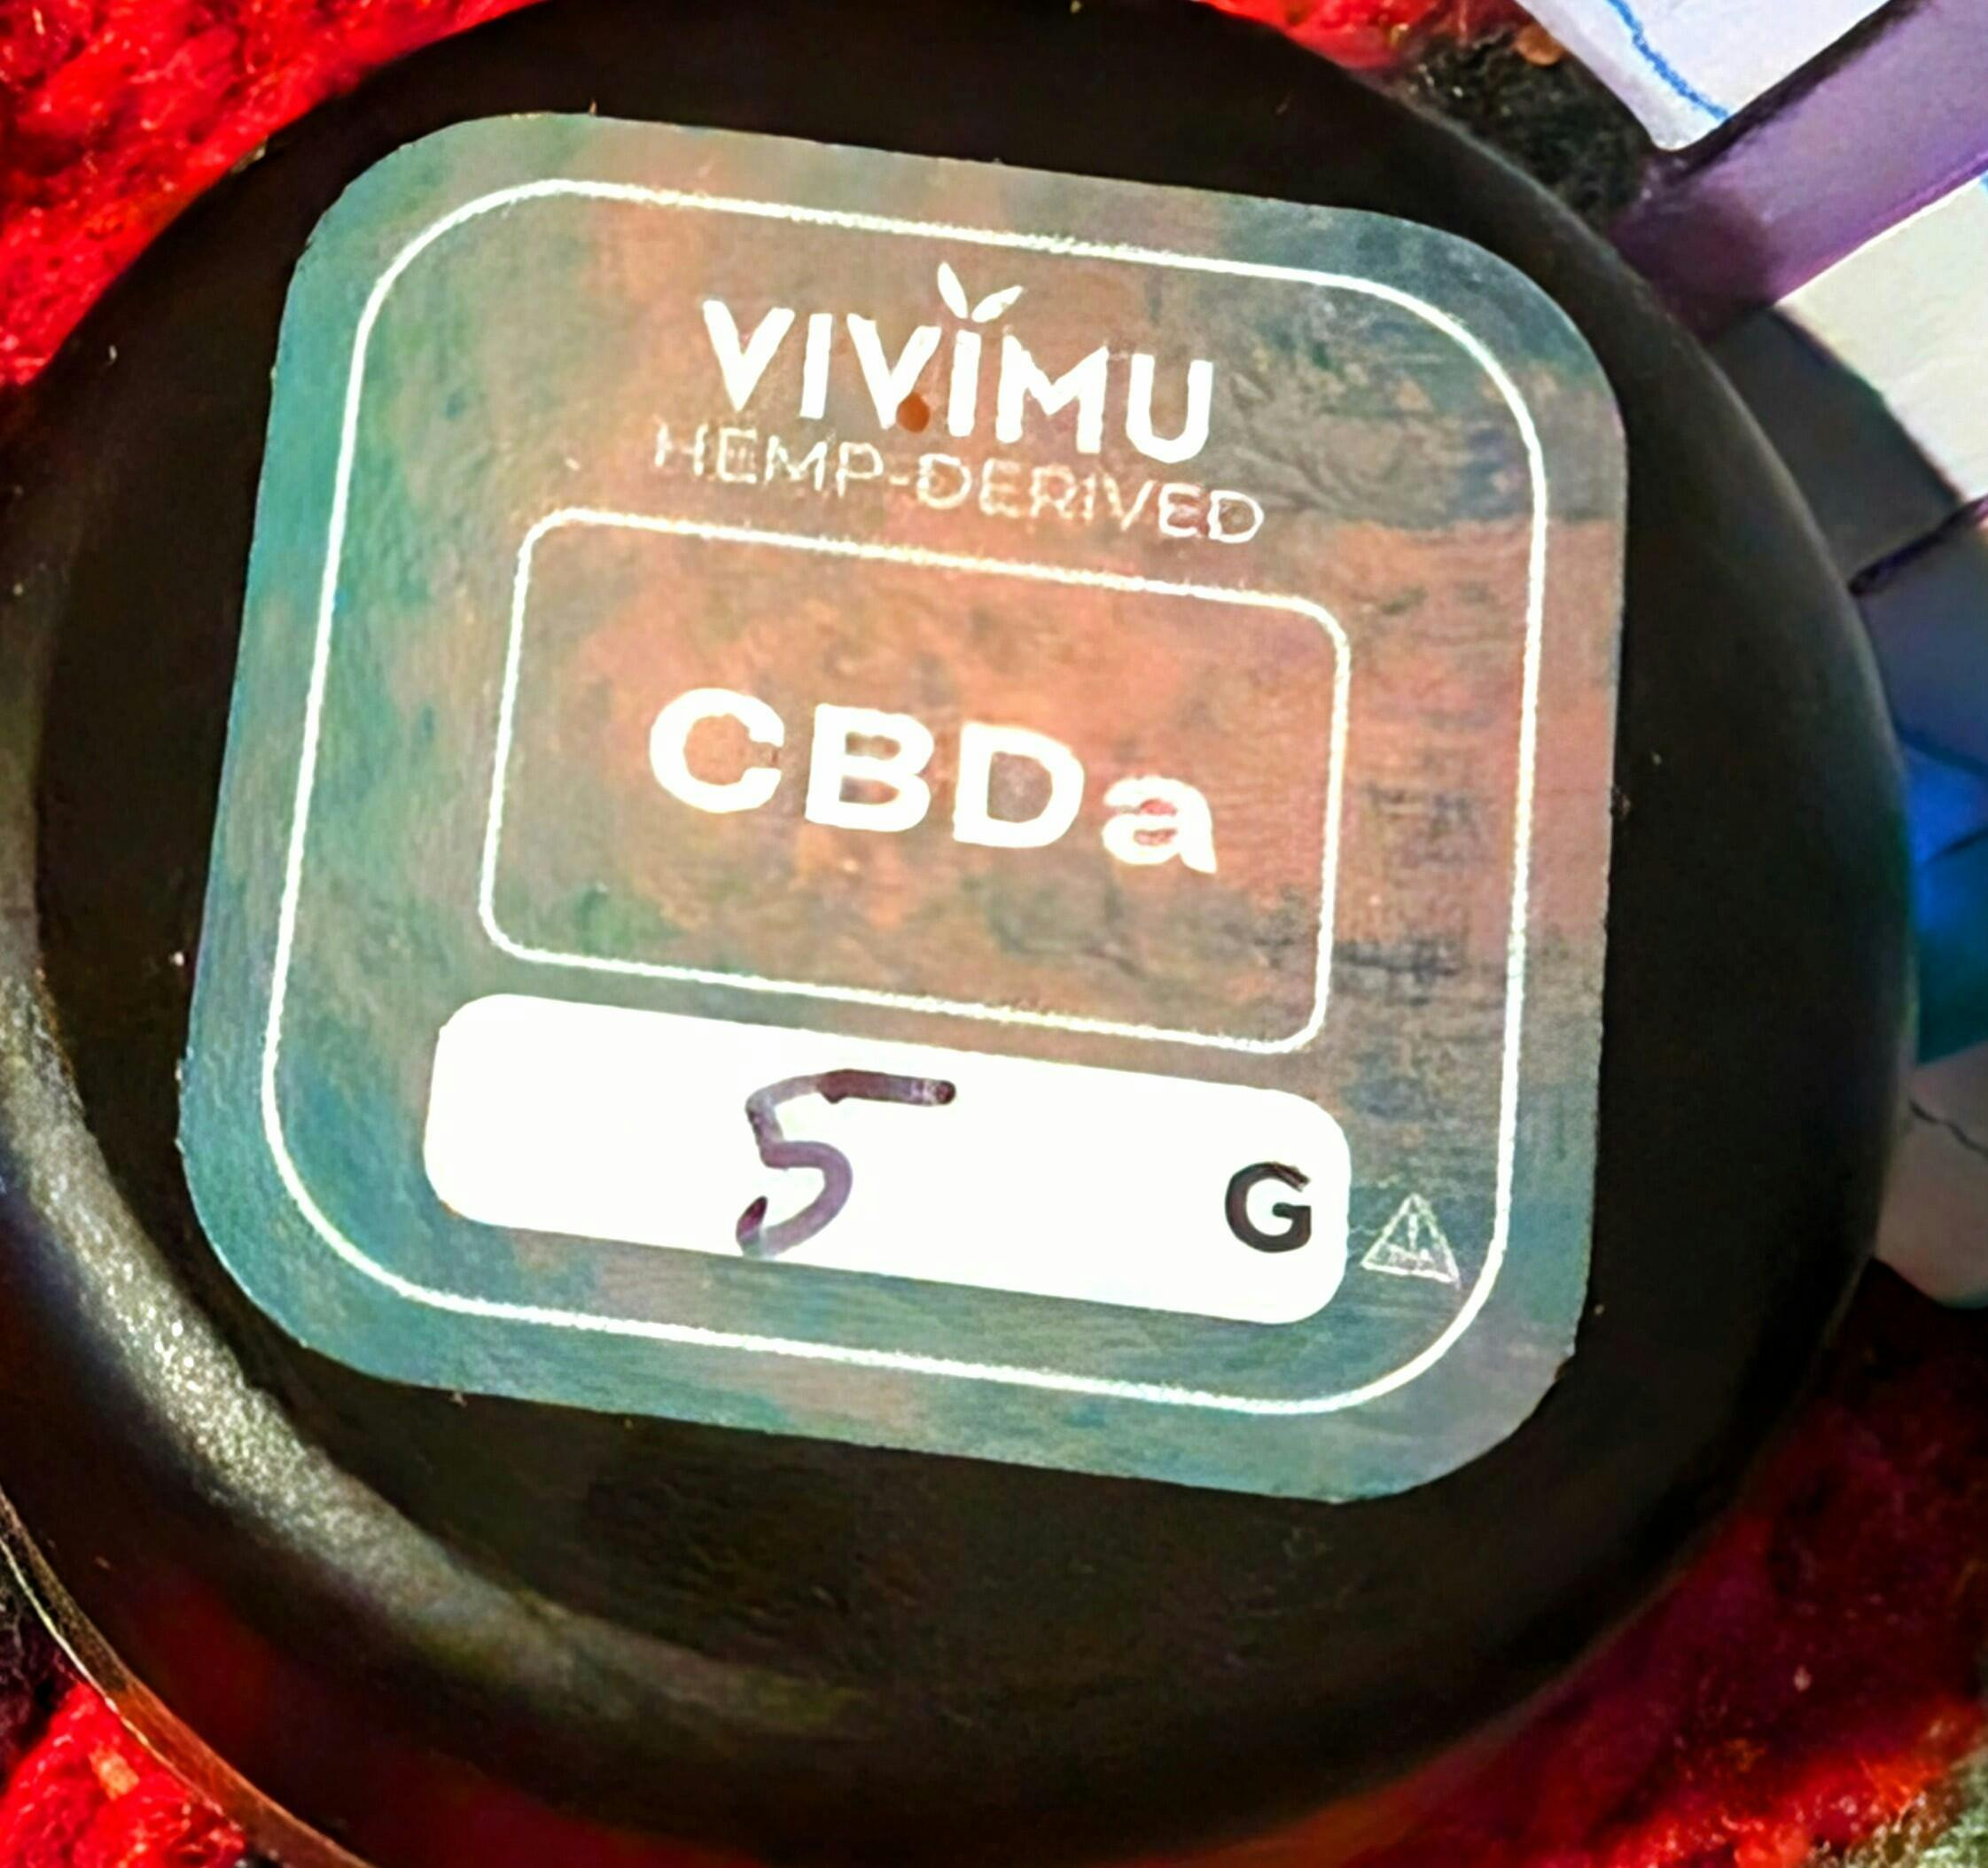 VIVIMU
HEMP-DERIVED
CBDa
5 G